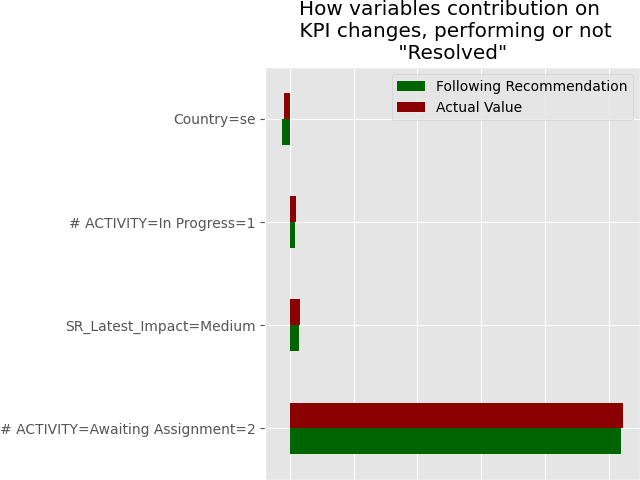 How variables contribution on
KPI changes, performing or not
"Resolved"
Following Recommendation
Actual Value
Country=se
# ACTIVITY=In Progress=1
SR_Latest_Impact=Medium
# ACTIVITY=Awaiting Assignment=2